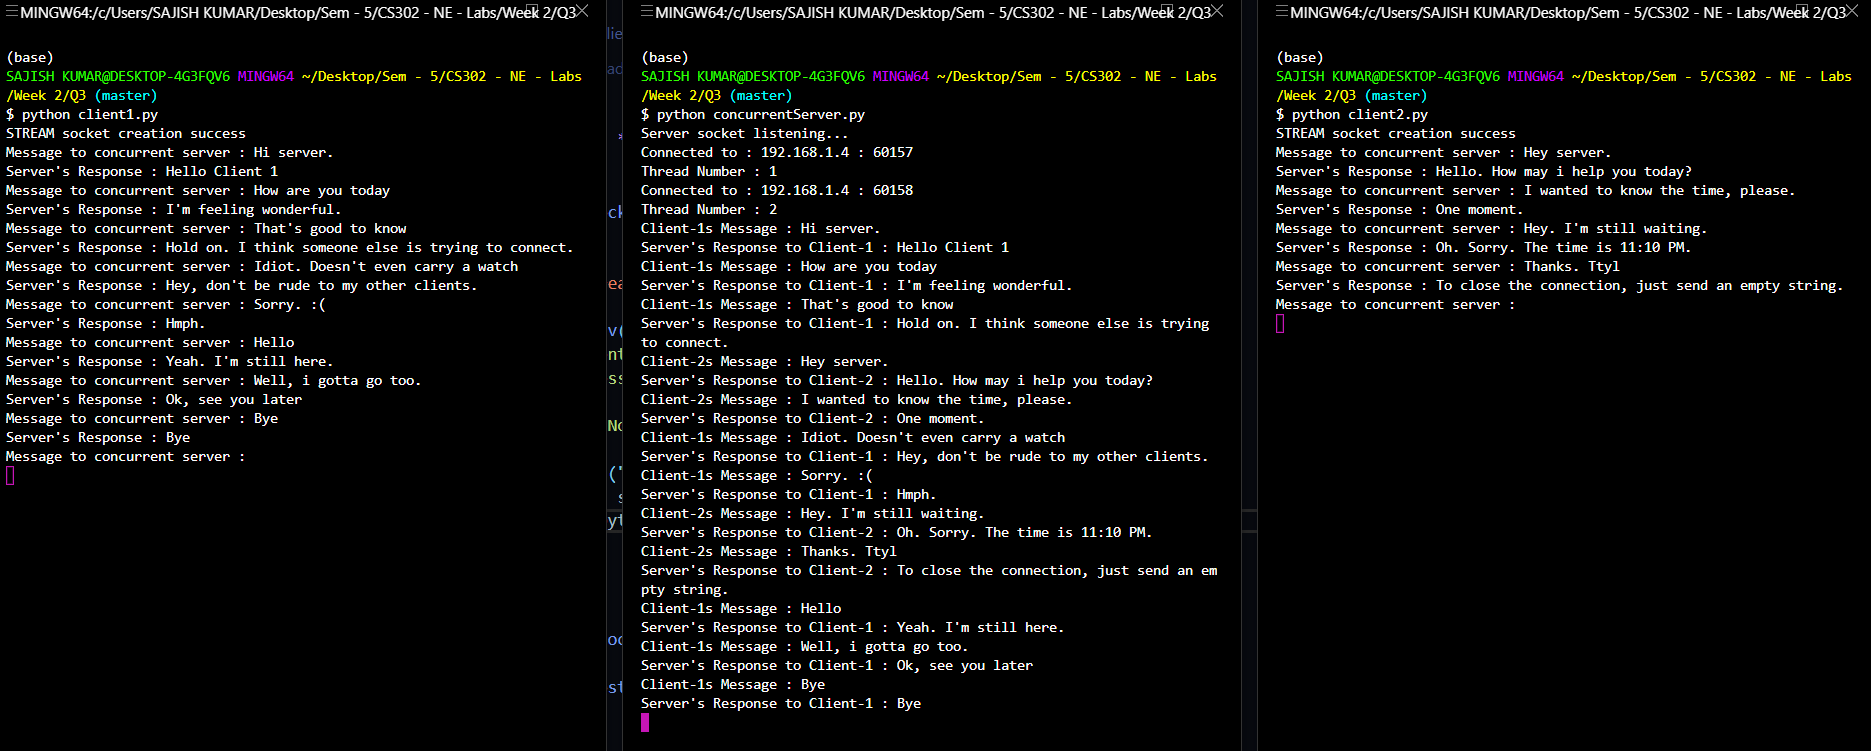 MINGW64:/c/Users/SAJISH KUMAR/Desktop/Sem - 5/CS302 - NE - Labs/Week 2/Q3
(base)
SAJISH KUMAR@DESKTOP-4G3FQV6 MINGW64 ~/Desktop/Sem - 5/CS302 - NE - Labs
/Week 2/Q3 (master)
$ python client1.py
STREAM socket creation success
Message to concurrent server : Hi server.
Server's Response : Hello Client 1
Message to concurrent server : How are you today
Server's Response : I'm feeling wonderful.
Message to concurrent server : That's good to know
Server's Response : Hold on. I think someone else is trying to connect.
Message to concurrent server : Idiot. Doesn't even carry a watch
Server's Response : Hey, don't be rude to my other clients.
Message to concurrent server : Sorry. :(
Server's Response : Hmph.
Message to concurrent server : Hello
Server's Response : Yeah. I'm still here.
Message to concurrent server : Well, i gotta go too.
Server's Response : Ok, see you later
Message to concurrent server : Bye
Server's Response : Bye
Message to concurrent server :
MINGW64:/c/Users/SAJISH KUMAR/Desktop/Sem - 5/CS302 - NE - Labs/Week 2/Q3
(base)
SAJISH KUMAR@DESKTOP-4G3FQV6 MINGW64 ~/Desktop/Sem - 5/CS302 - NE - Labs
/Week 2/Q3 (master)
$ python concurrentServer.py
Server socket listening...
Connected to : 192.168.1.4 : 60157
Thread Number : 1
Connected to : 192.168.1.4 : 60158
Thread Number : 2
Client-1s Message : Hi server.
Server's Response to Client-1 : Hello Client 1
Client-1s Message : How are you today
Server's Response to Client-1 : I'm feeling wonderful.
Client-1s Message : That's good to know
Server's Response to Client-1 : Hold on. I think someone else is trying
to connect.
Client-2s Message : Hey server.
Server's Response to Client-2 : Hello. How may i help you today?
Client-2s Message : I wanted to know the time, please.
Server's Response to Client-2 : One moment.
Client-1s Message : Idiot. Doesn't even carry a watch
Server's Response to Client-1 : Hey, don't be rude to my other clients.
Client-1s Message : Sorry. :(
Server's Response to Client-1 : Hmph.
Client-2s Message : Hey. I'm still waiting.
Server's Response to Client-2 : Oh. Sorry. The time is 11:10 PM.
Client-2s Message : Thanks. Ttyl
Server's Response to Client-2 : To close the connection, just send an em
pty string.
Client-1s Message : Hello
Server's Response to Client-1 : Yeah. I'm still here.
Client-1s Message : Well, i gotta go too.
Server's Response to Client-1 : Ok, see you later
Client-1s Message : Bye
Server's Response to Client-1 : Bye
MINGW64:/c/Users/SAJISH KUMAR/Desktop/Sem - 5/CS302 - NE - Labs/Week 2/Q3
(base)
SAJISH KUMAR@DESKTOP-4G3FQV6 MINGW64 ~/Desktop/Sem - 5/CS302 - NE - Labs
/Week 2/Q3 (master)
$ python client2.py
STREAM socket creation success
Message to concurrent server : Hey server.
Server's Response : Hello. How may i help you today?
Message to concurrent server : I wanted to know the time, please.
Server's Response : One moment.
Message to concurrent server : Hey. I'm still waiting.
Server's Response : Oh. Sorry. The time is 11:10 PM.
Message to concurrent server : Thanks. Ttyl
Server's Response : To close the connection, just send an empty string.
Message to concurrent server :